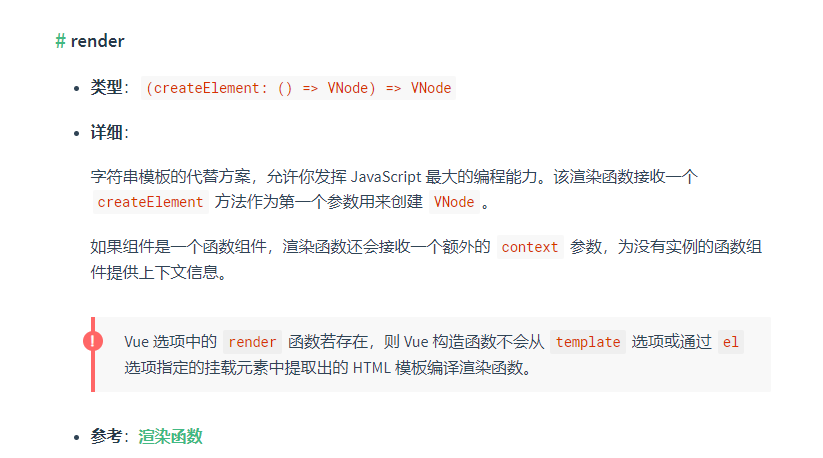 # render
类型：(createElement: () => VNode) => VNode
详细：
字符串模板的代替方案，允许你发挥 JavaScript 最大的编程能力。该渲染函数接收一个
createElement 方法作为第一个参数用来创建 VNode。
如果组件是一个函数组件，渲染函数还会接收一个额外的 context 参数，为没有实例的函数组
件提供上下文信息。
!
Vue 选项中的 render 函数若存在，则 Vue 构造函数不会从 template 选项或通过 el
选项指定的挂载元素中提取出的 HTML 模板编译渲染函数。
参考：渲染函数